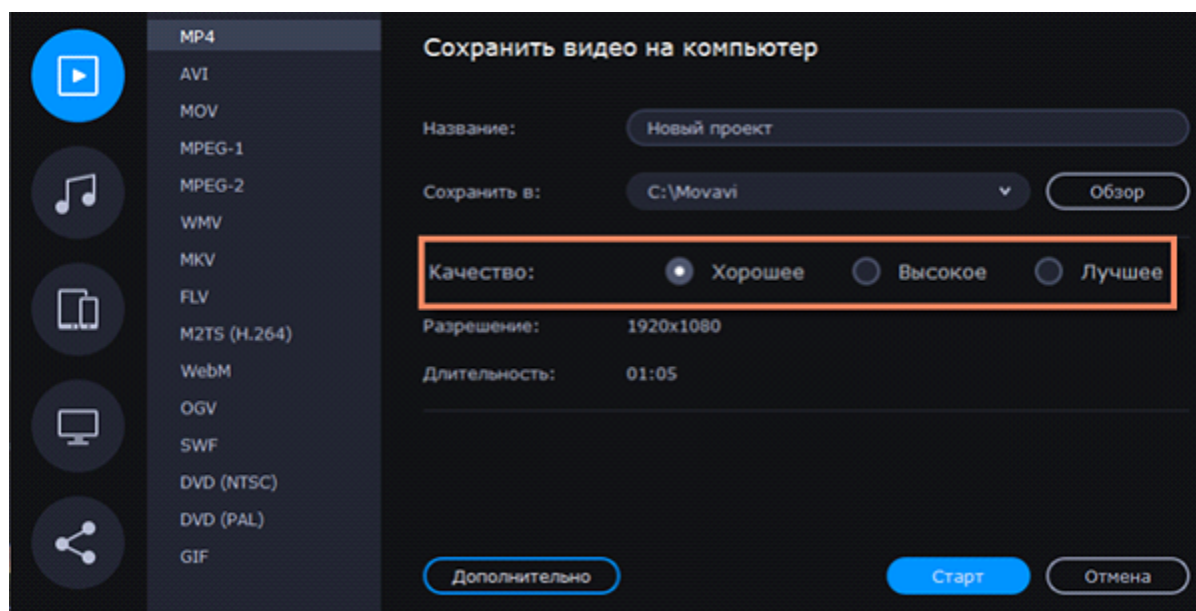 MP4
AVI
MOV
MPEG-1
MPEG-2
WMV
MKV
FLV
M2TS (H.264)
WebM
OGV
SWF
DVD (NTSC)
DVD (PAL)
GIF
Сохранить видео на компьютер
Название: Новый проект
Сохранить в: C:\Movavi Обзор
Качество: Хорошее Высокое Лучшее
Разрешение: 1920x1080
Длительность: 01:05
Дополнительно Старт Отмена